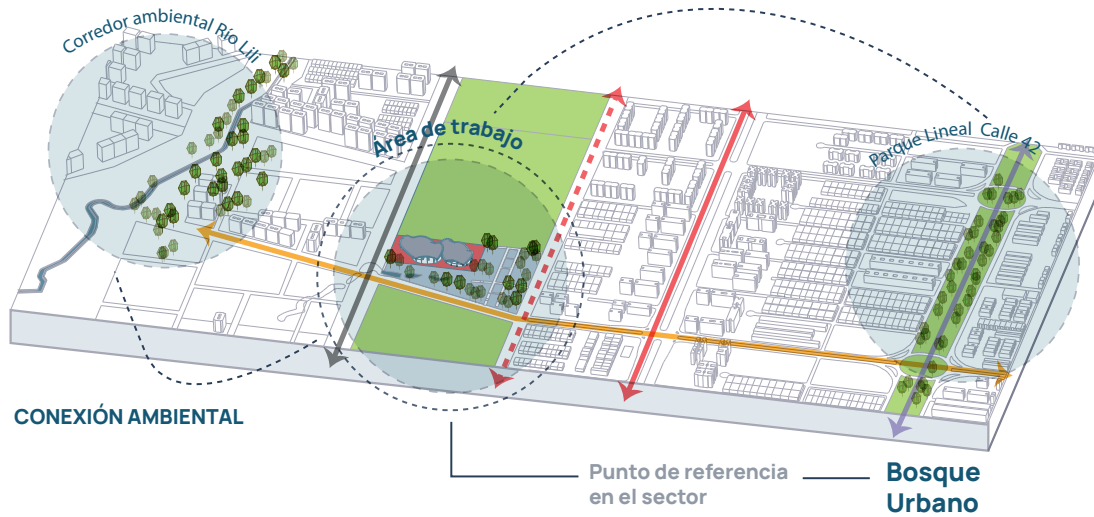 Corredor ambiental Río Lili
Área de trabajo
Parque Lineal Calle 42
CONEXIÓN AMBIENTAL
Punto de referencia
en el sector
Bosque
Urbano